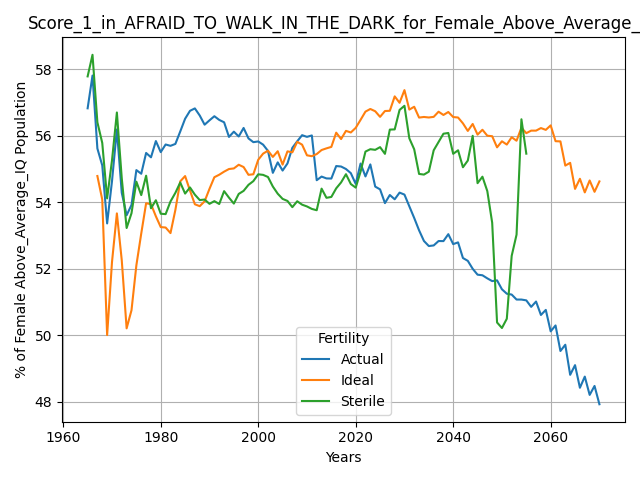 Score_1_in_AFRAID_TO_WALK_IN_THE_DARK_for_Female_Above_Average_
% of Female Above_Average_IQ Population
58
56
54
52
50
48
Fertility
Actual
Ideal
Sterile
1960 1980 2000 2020 2040 2060
Years